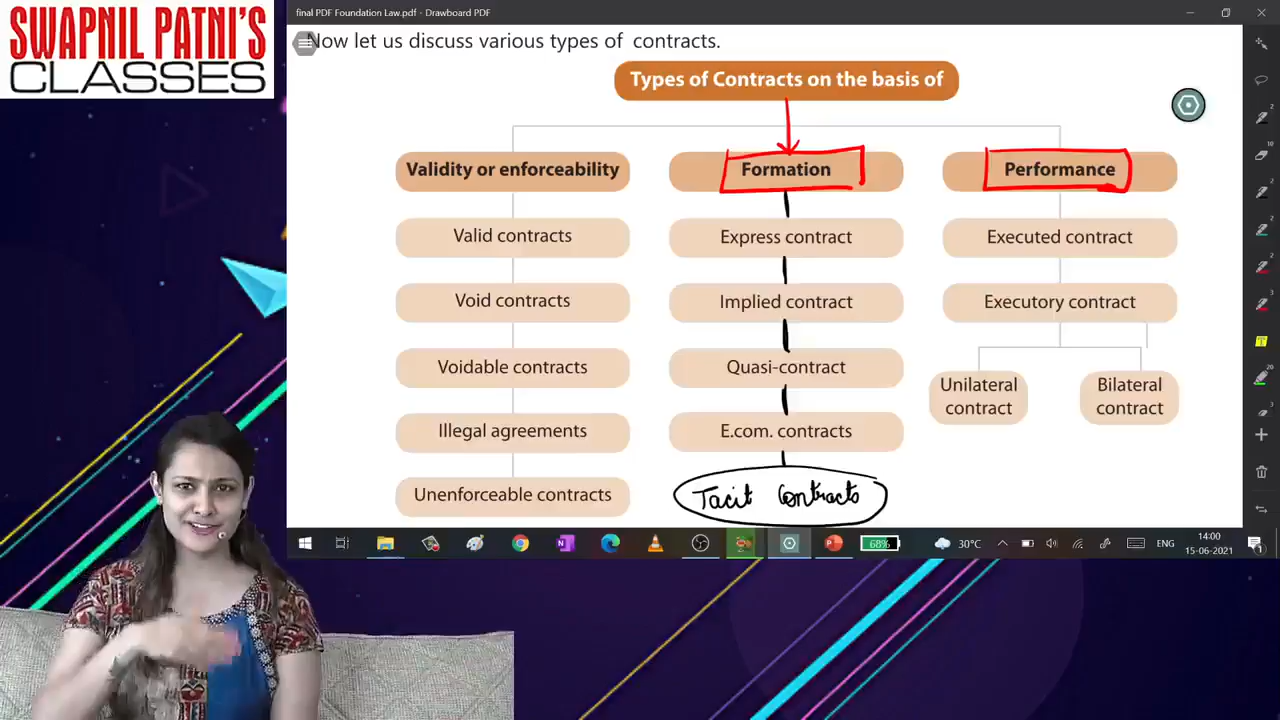 SWAPNIL PATNI'S
CLASSES
final PDF Foundation Law.pdf - Drawboard PDF
Now let us discuss various types of contracts.
Types of Contracts on the basis of
Validity or enforceability
Valid contracts
Void contracts
Voidable contracts
Illegal agreements
Unenforceable contracts
Formation
Express contract
Implied contract
Quasi-contract
E.com. contracts
Tacit Contracts
Performance
Executed contract
Executory contract
Unilateral
contract
Bilateral
contract
68%
30°C
ENG
14:00
15-06-2021